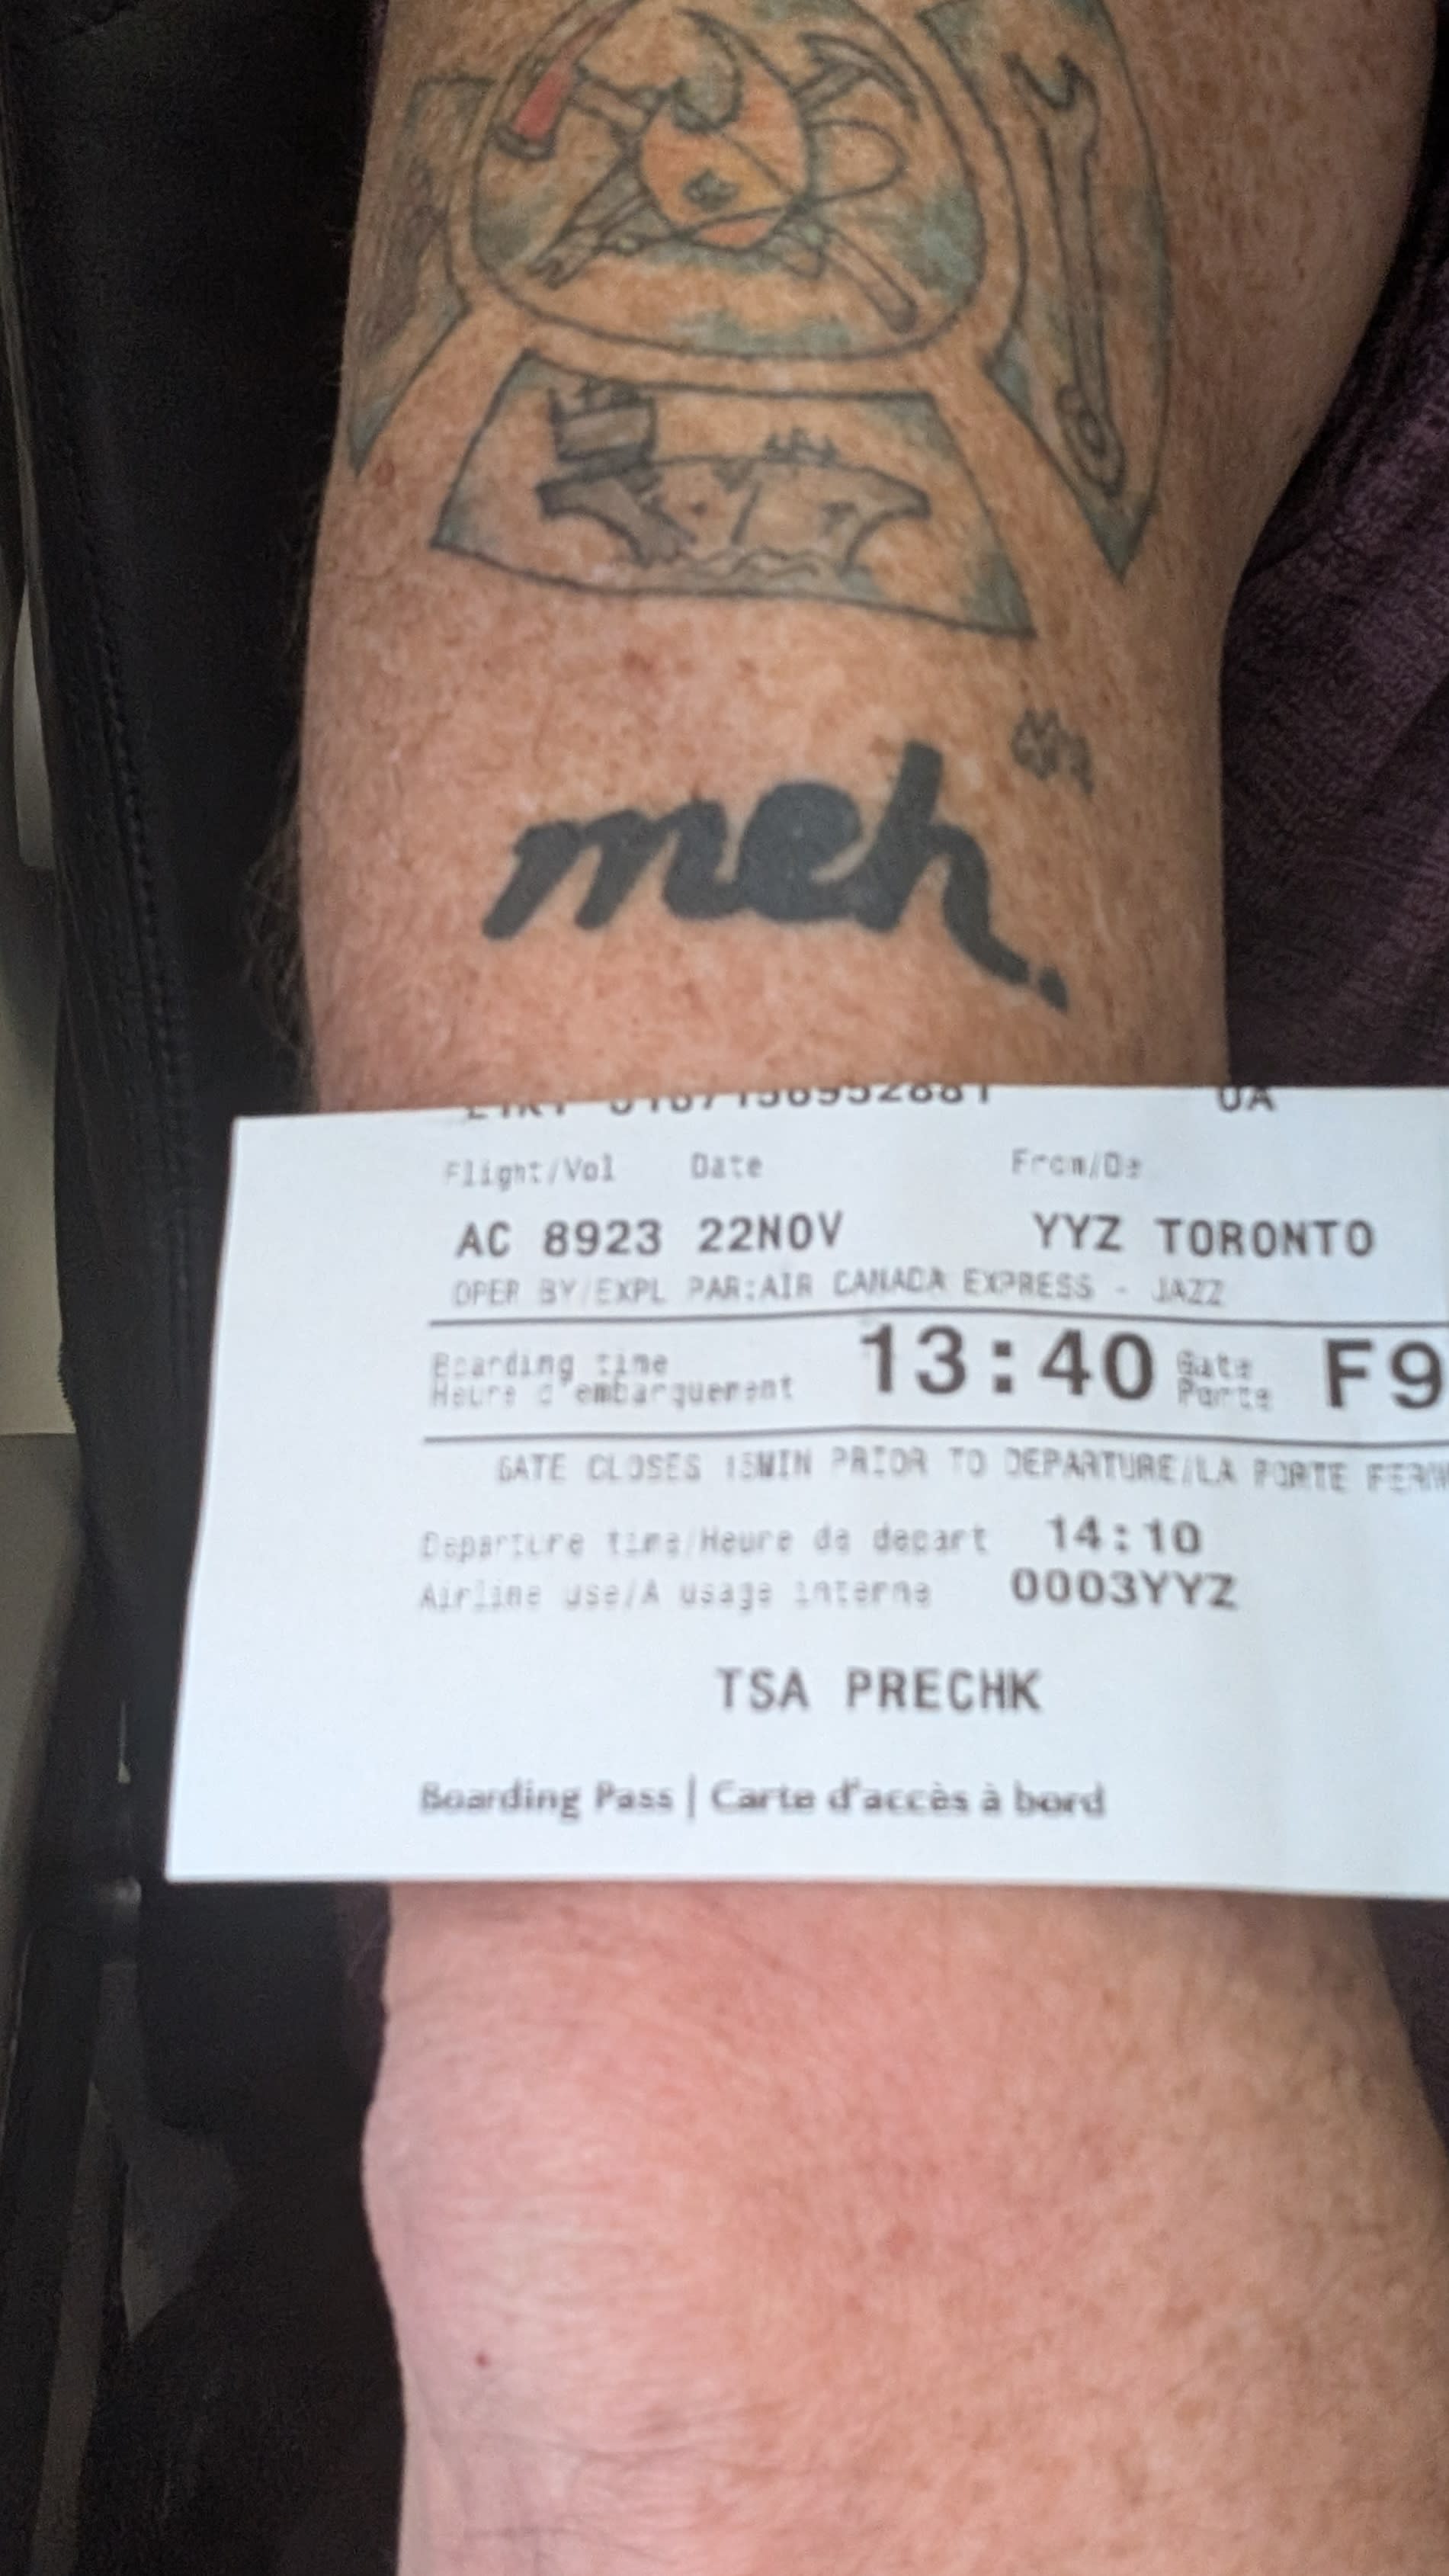 meh.
UA
Flight/Vol Date From/De
AC 8923 22NOV YYZ TORONTO
OPER BY/EXPL PAR:AIR CANADA EXPRESS - JAZZ
Boarding time
Heure d'embarquement
13:40 Gate
Porte
F9
GATE CLOSES 15MIN PRIOR TO DEPARTURE/LA PORTE FERM
Departure time/Heure de depart 14:10
Airline use/A usage interne 0003YYZ
TSA PRECHK
Boarding Pass | Carte d'accès à bord